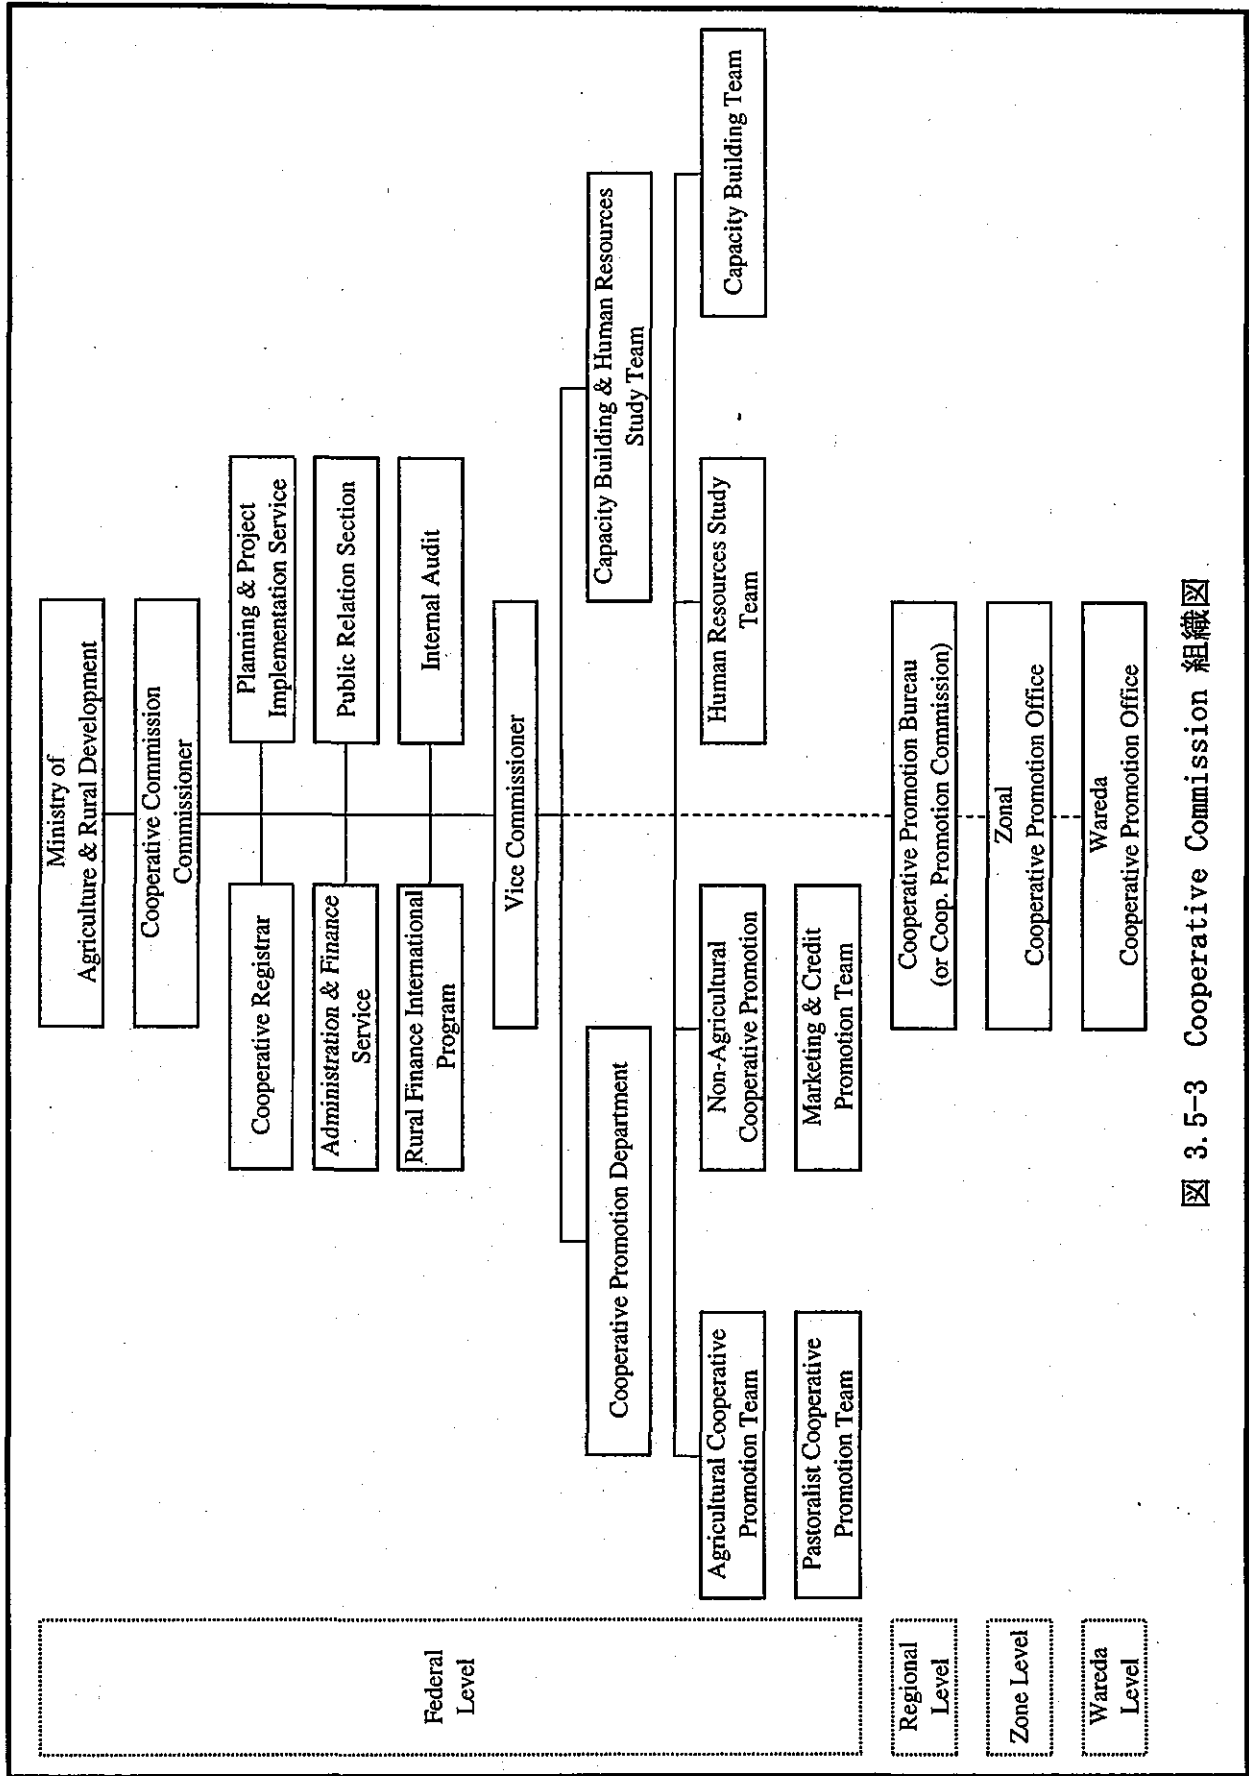 Ministry of
Agriculture & Rural Development
Cooperative Commission
Commissioner
Cooperative Registrar
Planning & Project
Implementation Service
Administration & Finance
Service
Public Relation Section
Rural Finance International
Program
Internal Audit
Vice Commissioner
Cooperative Promotion Department
Capacity Building & Human Resources
Study Team
Agricultural Cooperative
Promotion Team
Non-Agricultural
Cooperative Promotion
Human Resources Study
Team
Capacity Building Team
Pastoralist Cooperative
Promotion Team
Marketing & Credit
Promotion Team
Federal
Level
Regional
Level
Cooperative Promotion Bureau
(or Coop. Promotion Commission)
Zone Level
Zonal
Cooperative Promotion Office
Wareda
Level
Wareda
Cooperative Promotion Office
図 3.5-3 Cooperative Commission 組織図